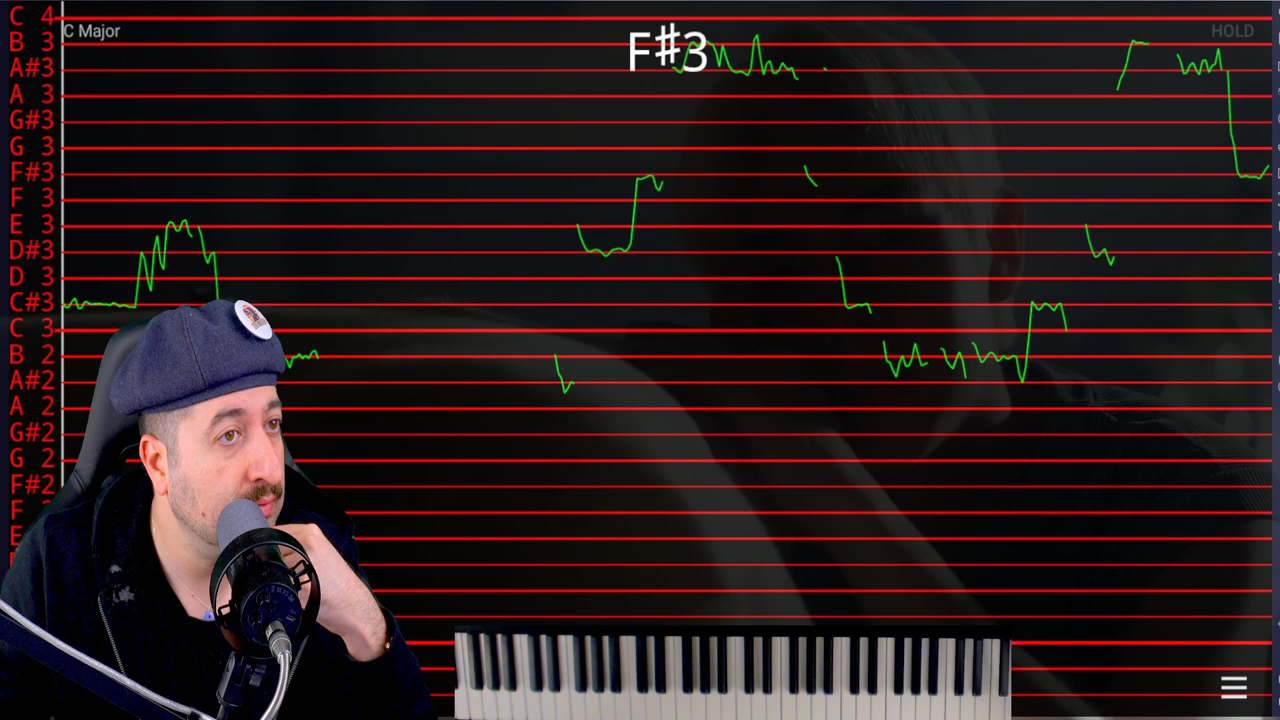 C 4
C Major
HOLD
B 3
F#3
A#3
A 3
G#3
G 3
F#3
F 3
E 3
D#3
D 3
C#3
C 3
B 2
A#2
A 2
G#2
G 2
F#2
F
E